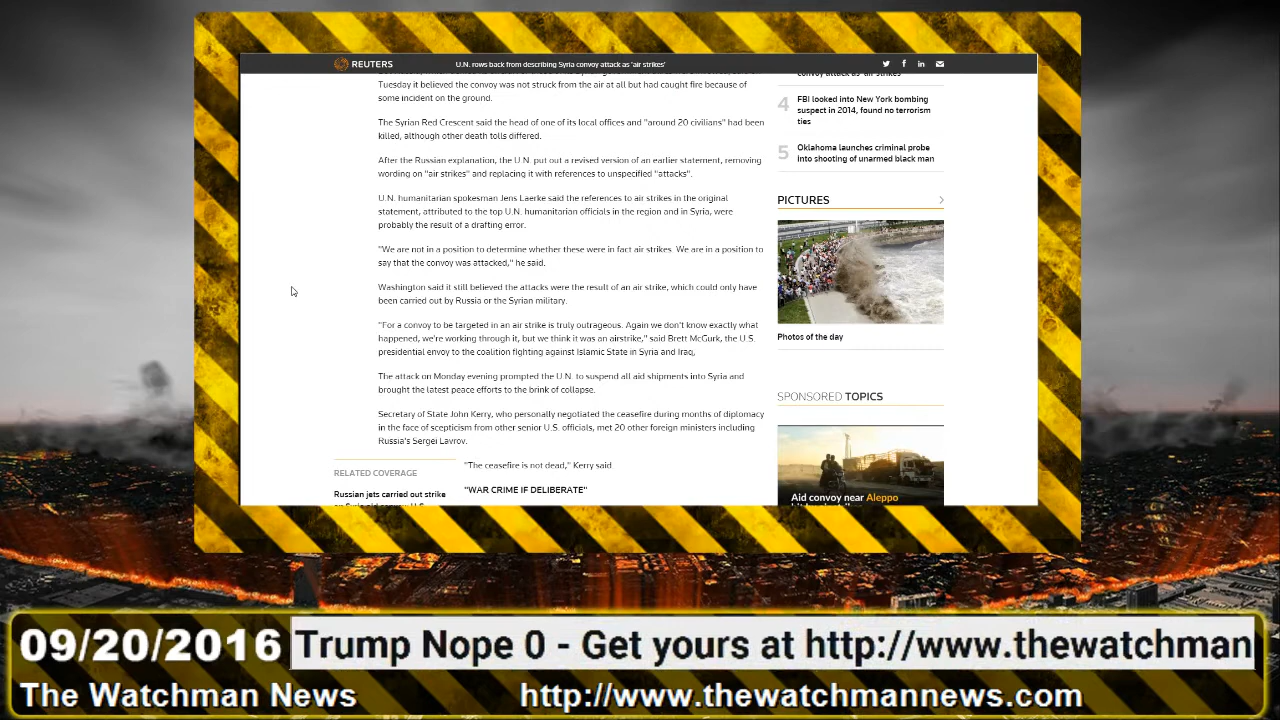 REUTERS
U.N. rows back from describing Syria convoy attack as 'air strikes'
Tuesday it believed the convoy was not struck from the air at all but had caught fire because of
some incident on the ground.
The Syrian Red Crescent said the head of one of its local offices and "around 20 civilians" had been
killed, although other death tolls differed.
After the Russian explanation, the U.N. put out a revised version of an earlier statement, removing
wording on "air strikes" and replacing it with references to unspecified "attacks".
U.N. humanitarian spokesman Jens Laerke said the references to air strikes in the original
statement, attributed to the top U.N. humanitarian officials in the region and in Syria, were
probably the result of a drafting error.
"We are not in a position to determine whether these were in fact air strikes. We are in a position to
say that the convoy was attacked," he said.
Washington said it still believed the attacks were the result of an air strike, which could only have
been carried out by Russia or the Syrian military.
"For a convoy to be targeted in an air strike is truly outrageous. Again we don't know exactly what
happened, we're working through it, but we think it was an airstrike," said Brett McGurk, the U.S.
presidential envoy to the coalition fighting against Islamic State in Syria and Iraq,
The attack on Monday evening prompted the U.N. to suspend all aid shipments into Syria and
brought the latest peace efforts to the brink of collapse.
Secretary of State John Kerry, who personally negotiated the ceasefire during months of diplomacy
in the face of scepticism from other senior U.S. officials, met 20 other foreign ministers including
Russia's Sergei Lavrov.
"The ceasefire is not dead," Kerry said.
"WAR CRIME IF DELIBERATE"
RELATED COVERAGE
Russian jets carried out strike
convoy attack as 'air strikes'
4 FBI looked into New York bombing
suspect in 2014, found no terrorism
ties
5 Oklahoma launches criminal probe
into shooting of unarmed black man
PICTURES
Photos of the day
SPONSORED TOPICS
Aid convoy near Aleppo
09/20/2016 Trump Nope 0 - Get yours at http://www.thewatchman
The Watchman News http://www.thewatchmannews.com